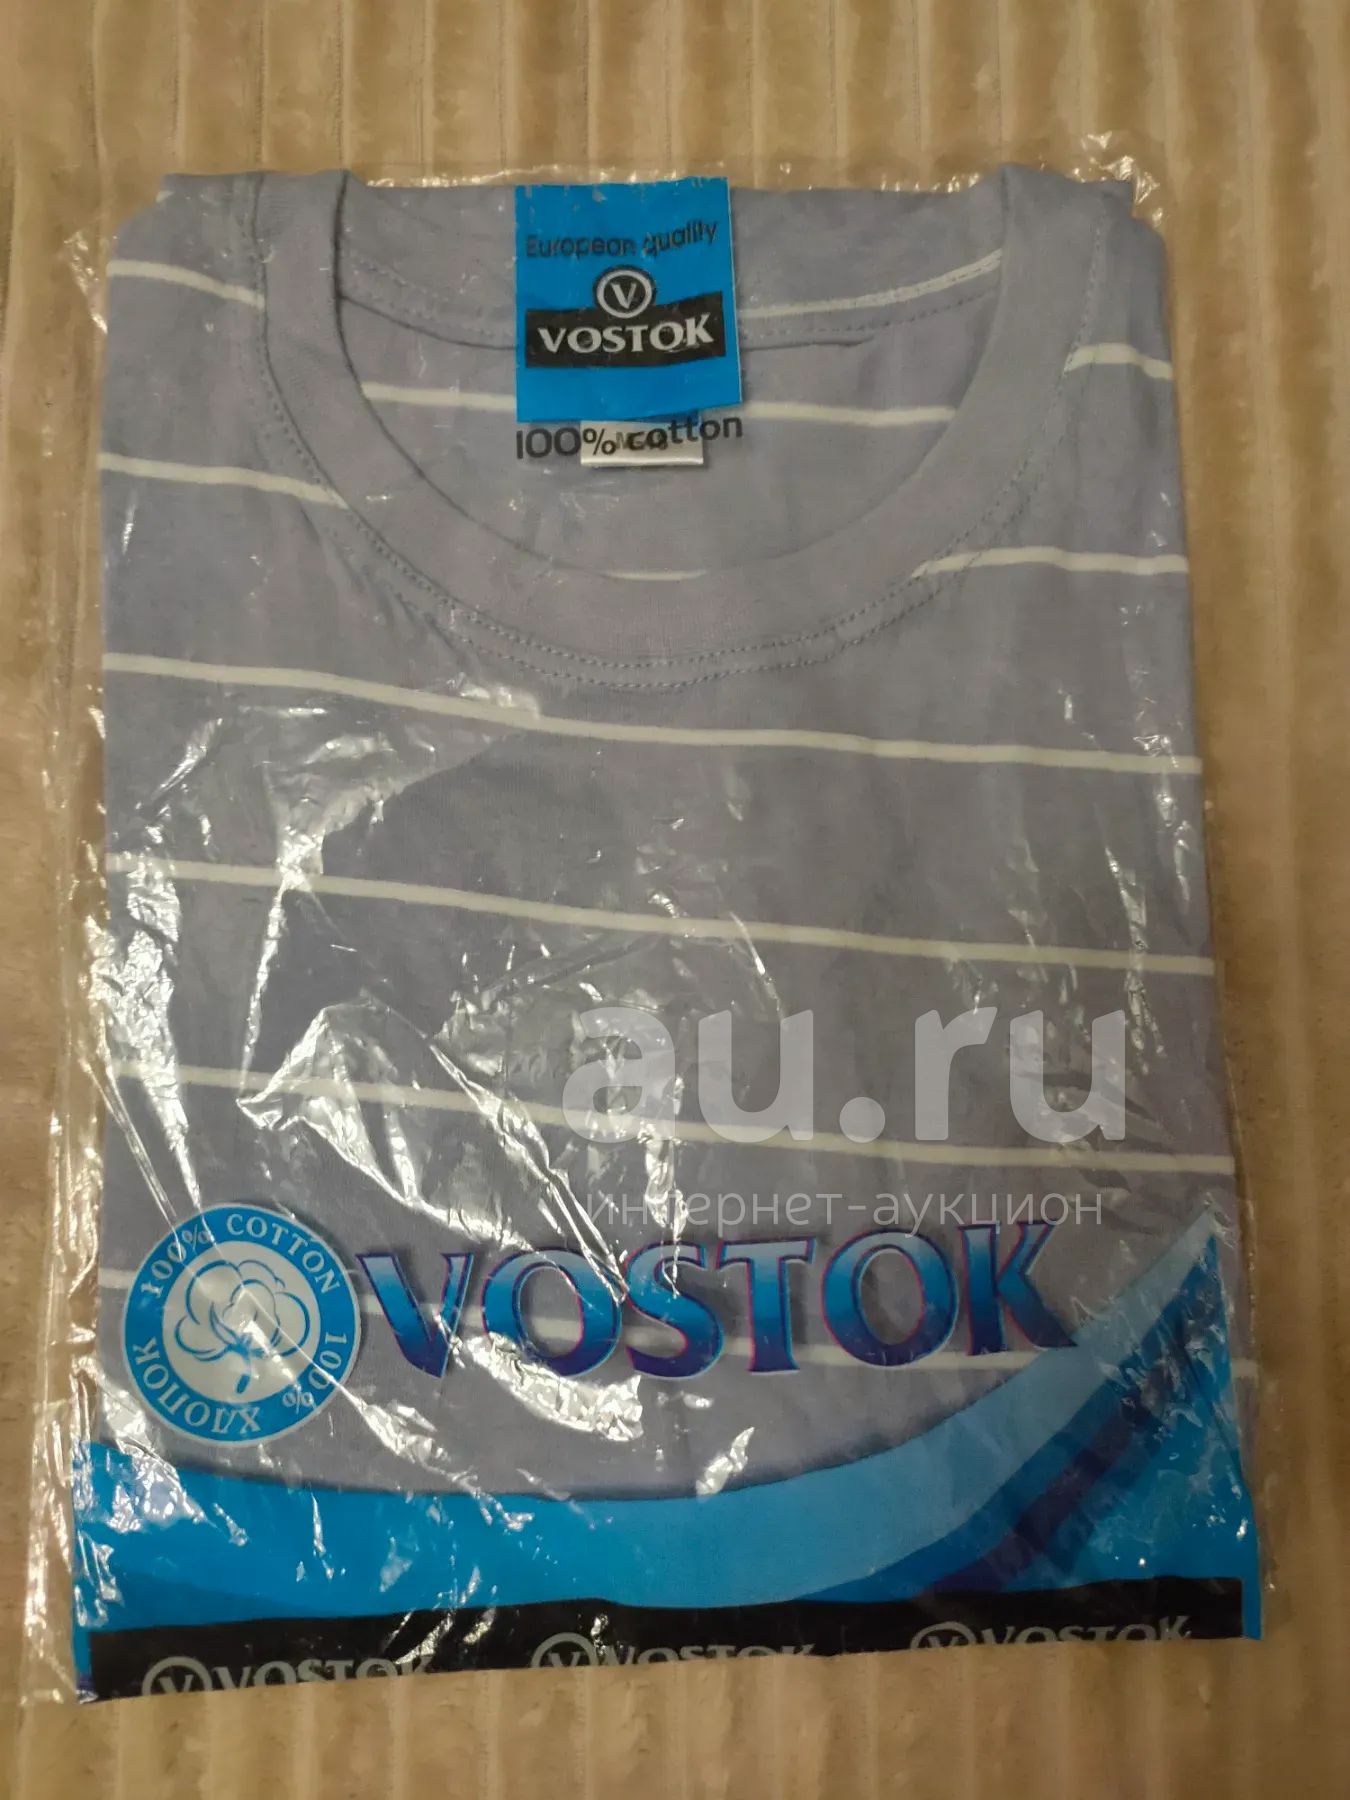 European quality
V
VOSTOK
100% cotton
au.ru
интернет-аукцион
100% COTTON 100% ХЛОПОК
VOSTOK
V VOSTOK V VOSTOK V VOSTOK